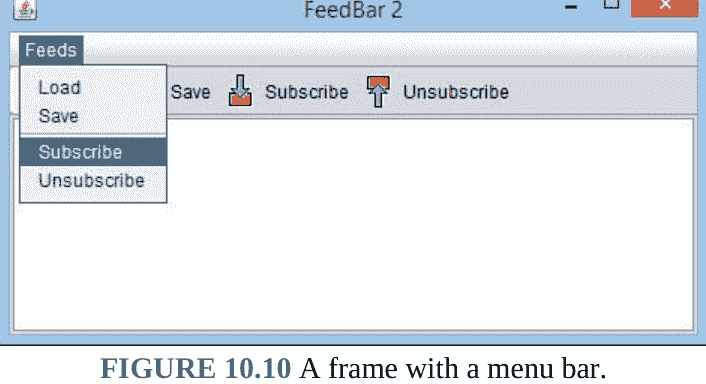 FeedBar 2
Feeds
Load
Save
Subscribe
Unsubscribe
Save Subscribe Unsubscribe
FIGURE 10.10 A frame with a menu bar.